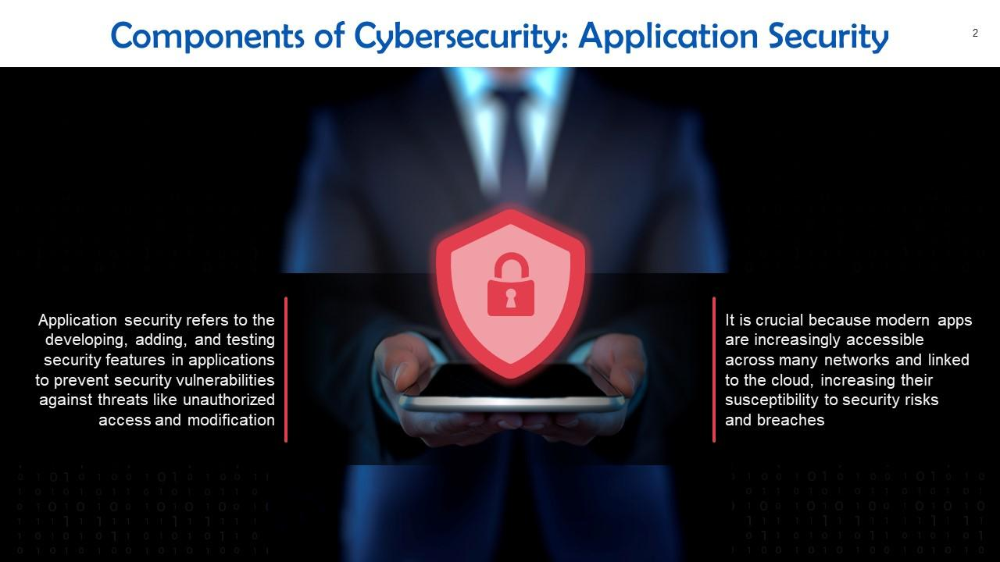 Components of Cybersecurity: Application Security
2
Application security refers to the
developing, adding, and testing
security features in applications
to prevent security vulnerabilities
against threats like unauthorized
access and modification
It is crucial because modern apps
are increasingly accessible
across many networks and linked
to the cloud, increasing their
susceptibility to security risks
and breaches